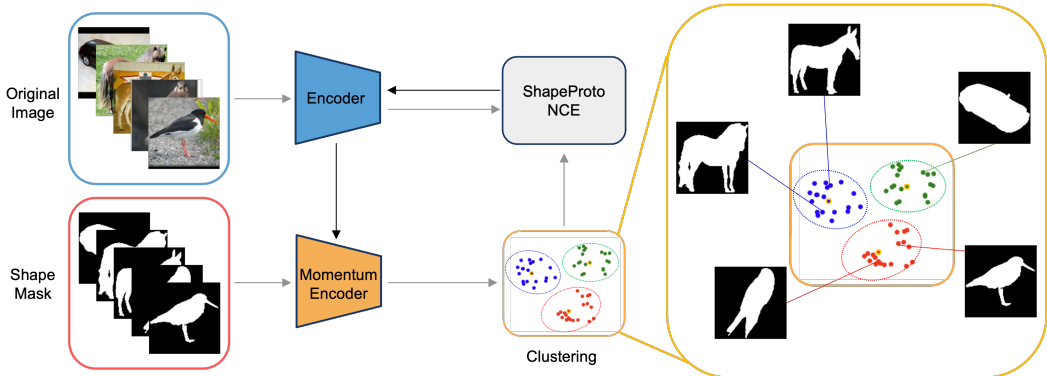 Original
Image
Encoder
ShapeProto
NCE
Shape
Mask
Momentum
Encoder
Clustering